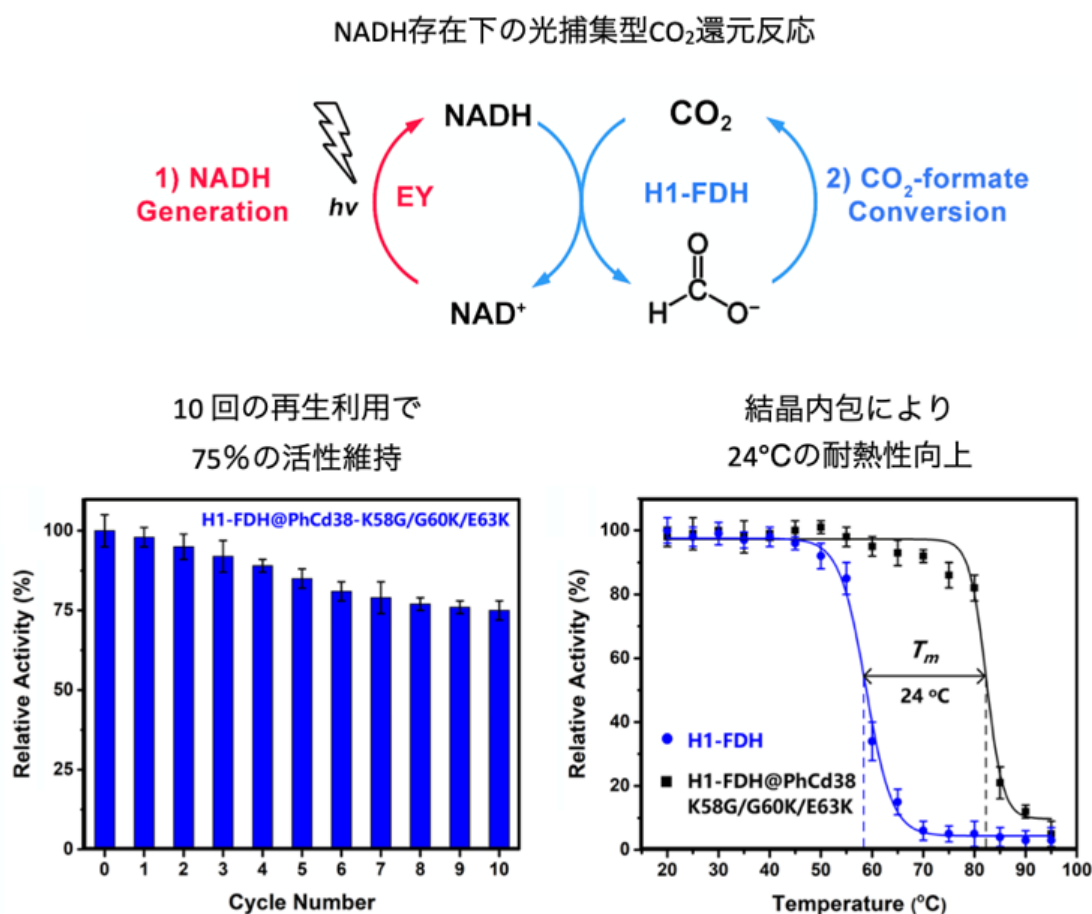 NADH存在下の光捕集型CO₂還元反応
NADH
CO₂
1) NADH
Generation
hν
EY
H1-FDH
2) CO₂-formate
Conversion
NAD⁺
O
H
C
O⁻
10 回の再生利用で
75%の活性維持
H1-FDH@PhCd38-K58G/G60K/E63K
Relative Activity (%)
100
75
50
25
0
0 1 2 3 4 5 6 7 8 9 10
Cycle Number
結晶内包により
24°Cの耐熱性向上
Relative Activity (%)
100
80
60
40
20
0
Tm
24 °C
H1-FDH
H1-FDH@PhCd38
K58G/G60K/E63K
20 30 40 50 60 70 80 90 100
Temperature (°C)